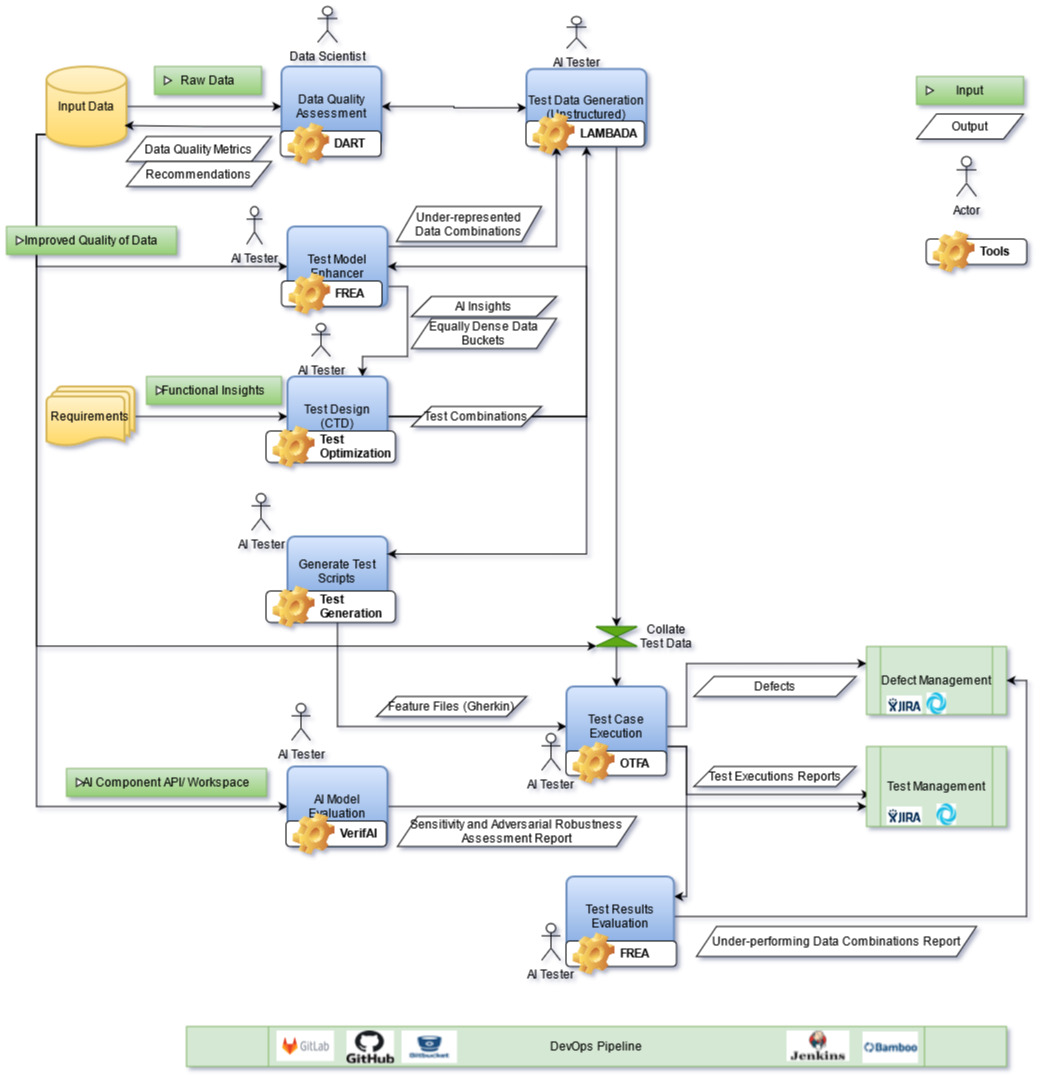 Data Scientist
AI Tester
Raw Data
Input Data
Data Quality
Assessment
DART
Test Data Generation
(Unstructured)
LAMBADA
Input
Output
Actor
Tools
Data Quality Metrics
Recommendations
Improved Quality of Data
AI Tester
Under-represented
Data Combinations
Test Model
Enhancer
FREA
AI Insights
Equally Dense Data
Buckets
AI Tester
Functional Insights
Requirements
Test Design
(CTD)
Test
Optimization
Test Combinations
AI Tester
Generate Test
Scripts
Test
Generation
Collate
Test Data
Defect Management
JIRA
Defects
Feature Files (Gherkin)
Test Case
Execution
OTFA
AI Tester
AI Tester
AI Component API/ Workspace
AI Model
Evaluation
VerifAI
Test Executions Reports
Test Management
JIRA
Sensitivity and Adversarial Robustness
Assessment Report
Test Results
Evaluation
FREA
AI Tester
Under-performing Data Combinations Report
GitLab
GitHub
Bitbucket
DevOps Pipeline
Jenkins
Bamboo